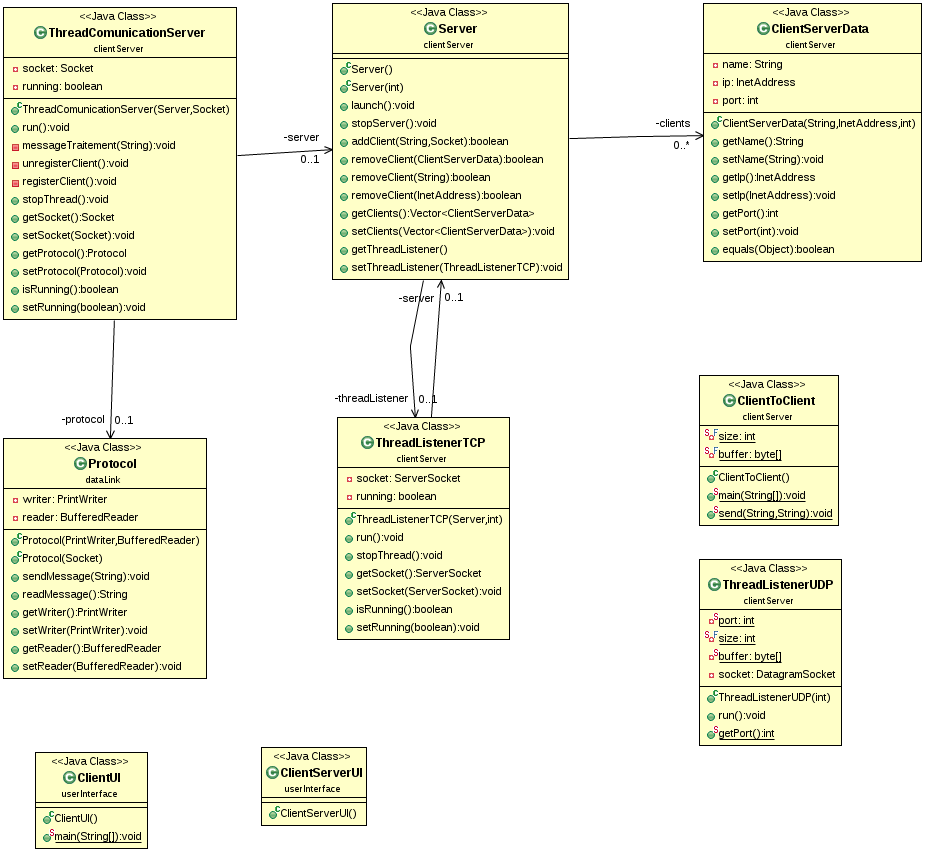 <<Java Class>>
ThreadComunicationServer
clientServer
socket: Socket
running: boolean
ThreadComunicationServer(Server,Socket)
run():void
messageTraitement(String):void
unregisterClient():void
registerClient():void
stopThread():void
getSocket():Socket
setSocket(Socket):void
getProtocol():Protocol
setProtocol(Protocol):void
isRunning():boolean
setRunning(boolean):void
-server
0..1
<<Java Class>>
Server
clientServer
Server()
Server(int)
launch():void
stopServer():void
addClient(String,Socket):boolean
removeClient(ClientServerData):boolean
removeClient(String):boolean
removeClient(InetAddress):boolean
getClients():Vector<ClientServerData>
setClients(Vector<ClientServerData>):void
getThreadListener()
setThreadListener(ThreadListenerTCP):void
-clients
0..*
<<Java Class>>
ClientServerData
clientServer
name: String
ip: InetAddress
port: int
ClientServerData(String,InetAddress,int)
getName():String
setName(String):void
getIp():InetAddress
setIp(InetAddress):void
getPort():int
setPort(int):void
equals(Object):boolean
-server
0..1
-threadListener
0..1
-protocol
0..1
<<Java Class>>
Protocol
dataLink
writer: PrintWriter
reader: BufferedReader
Protocol(PrintWriter,BufferedReader)
Protocol(Socket)
sendMessage(String):void
readMessage():String
getWriter():PrintWriter
setWriter(PrintWriter):void
getReader():BufferedReader
setReader(BufferedReader):void
<<Java Class>>
ThreadListenerTCP
clientServer
socket: ServerSocket
running: boolean
ThreadListenerTCP(Server,int)
run():void
stopThread():void
getSocket():ServerSocket
setSocket(ServerSocket):void
isRunning():boolean
setRunning(boolean):void
<<Java Class>>
ClientToClient
clientServer
size: int
buffer: byte[]
ClientToClient()
main(String[]):void
send(String,String):void
<<Java Class>>
ThreadListenerUDP
clientServer
port: int
size: int
buffer: byte[]
socket: DatagramSocket
ThreadListenerUDP(int)
run():void
getPort():int
<<Java Class>>
ClientUI
userInterface
ClientUI()
main(String[]):void
<<Java Class>>
ClientServerUI
userInterface
ClientServerUI()